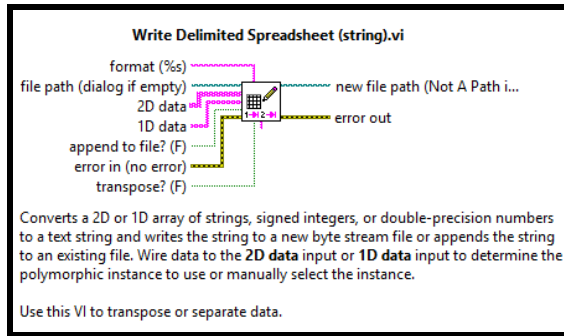 Write Delimited Spreadsheet (string).vi
format (%s)
file path (dialog if empty)
new file path (Not A Path i...
2D data
1D data
error out
append to file? (F)
error in (no error)
transpose? (F)
1 2
Converts a 2D or 1D array of strings, signed integers, or double-precision numbers
to a text string and writes the string to a new byte stream file or appends the string
to an existing file. Wire data to the 2D data input or 1D data input to determine the
polymorphic instance to use or manually select the instance.
Use this VI to transpose or separate data.